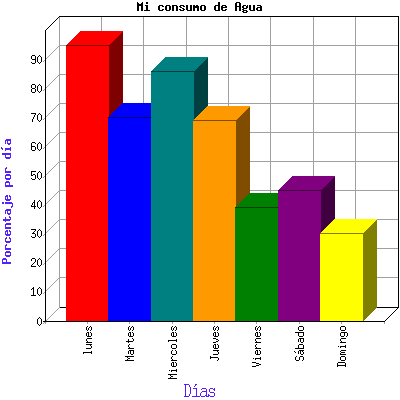 Mi consumo de Agua
Porcentaje por día
90
80
70
60
50
40
30
20
10
0
lunes
Martes
Miercoles
Jueves
Viernes
Sábado
Domingo
Días